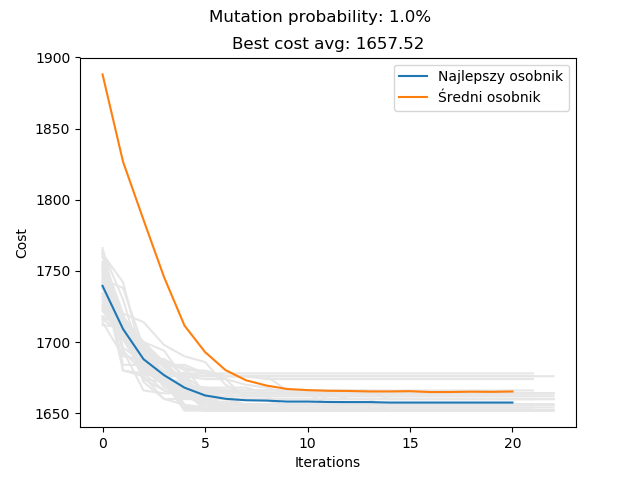 Mutation probability: 1.0%
Best cost avg: 1657.52
Najlepszy osobnik
Średni osobnik
1900
1850
1800
1750
1700
1650
Cost
0 5 10 15 20
Iterations